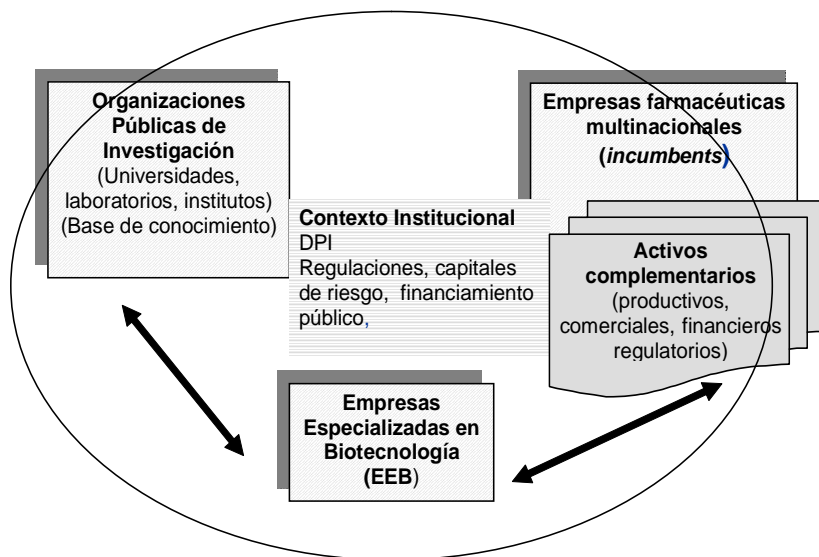 Organizaciones
Públicas de
Investigación
(Universidades,
laboratorios, institutos)
(Base de conocimiento)
Empresas farmacéuticas
multinacionales
(incumbents)
Contexto Institucional
DPI
Regulaciones, capitales
de riesgo, financiamiento
público,
Activos
complementarios
(productivos,
comerciales, financieros
regulatorios)
Empresas
Especializadas en
Biotecnología
(EEB)